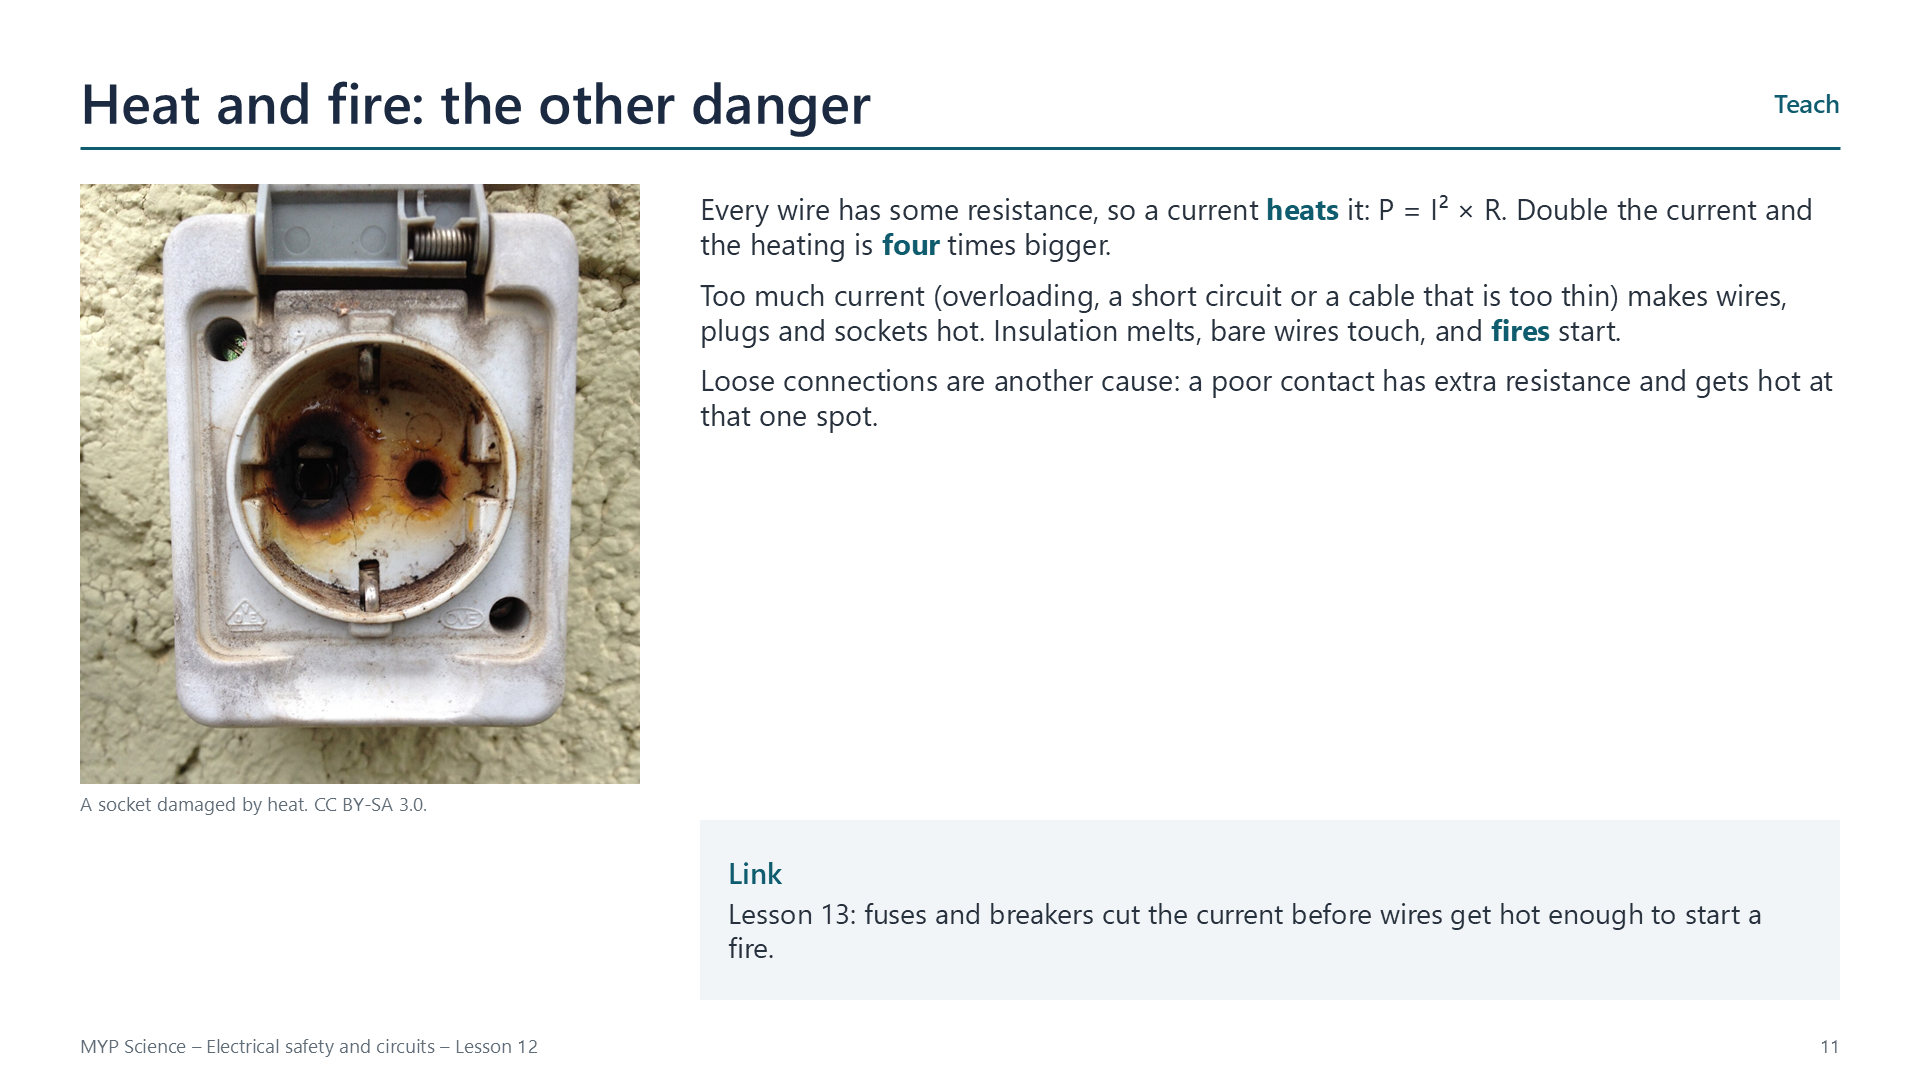 Heat and fire: the other danger
Teach
Every wire has some resistance, so a current heats it: P = I² × R. Double the current and
the heating is four times bigger.
Too much current (overloading, a short circuit or a cable that is too thin) makes wires,
plugs and sockets hot. Insulation melts, bare wires touch, and fires start.
Loose connections are another cause: a poor contact has extra resistance and gets hot at
that one spot.
A socket damaged by heat. CC BY-SA 3.0.
Link
Lesson 13: fuses and breakers cut the current before wires get hot enough to start a
fire.
MYP Science – Electrical safety and circuits – Lesson 12
11